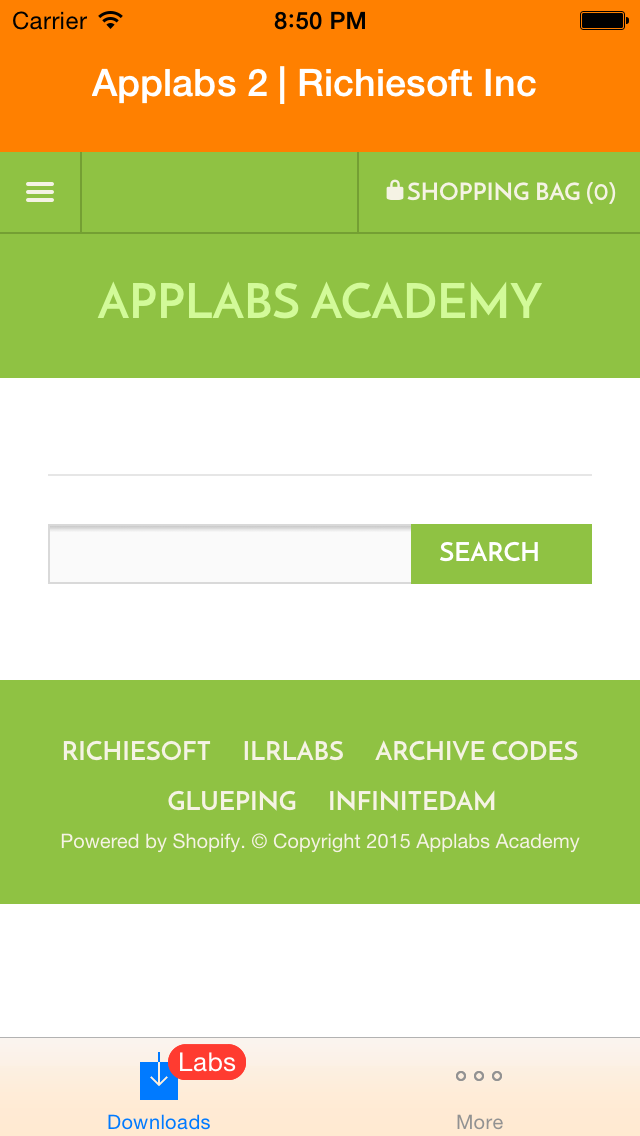 Carrier 8:50 PM
Applabs 2 | Richiesoft Inc
SHOPPING BAG (0)
APPLABS ACADEMY
SEARCH
RICHIESOFT ILRLABS ARCHIVE CODES
GLUEPING INFINITEDAM
Powered by Shopify. © Copyright 2015 Applabs Academy
Labs
Downloads More